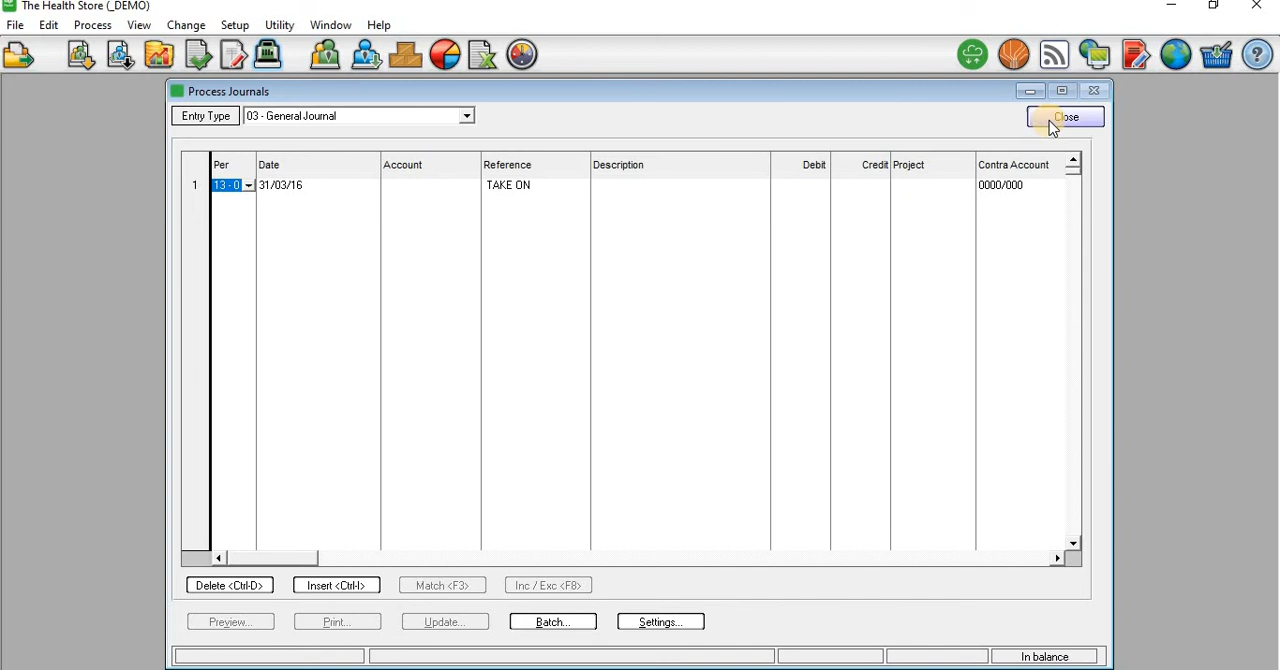 The Health Store (_DEMO)
File Edit Process View Change Setup Utility Window Help
Process Journals
Entry Type 03 - General Journal Close
Per Date Account Reference Description Debit Credit Project Contra Account
1 13 - 0 31/03/16 TAKE ON 0000/000
Delete <Ctrl-D> Insert <Ctrl-I> Match <F3> Inc / Exc <F8>
Preview... Print... Update... Batch... Settings...
In balance